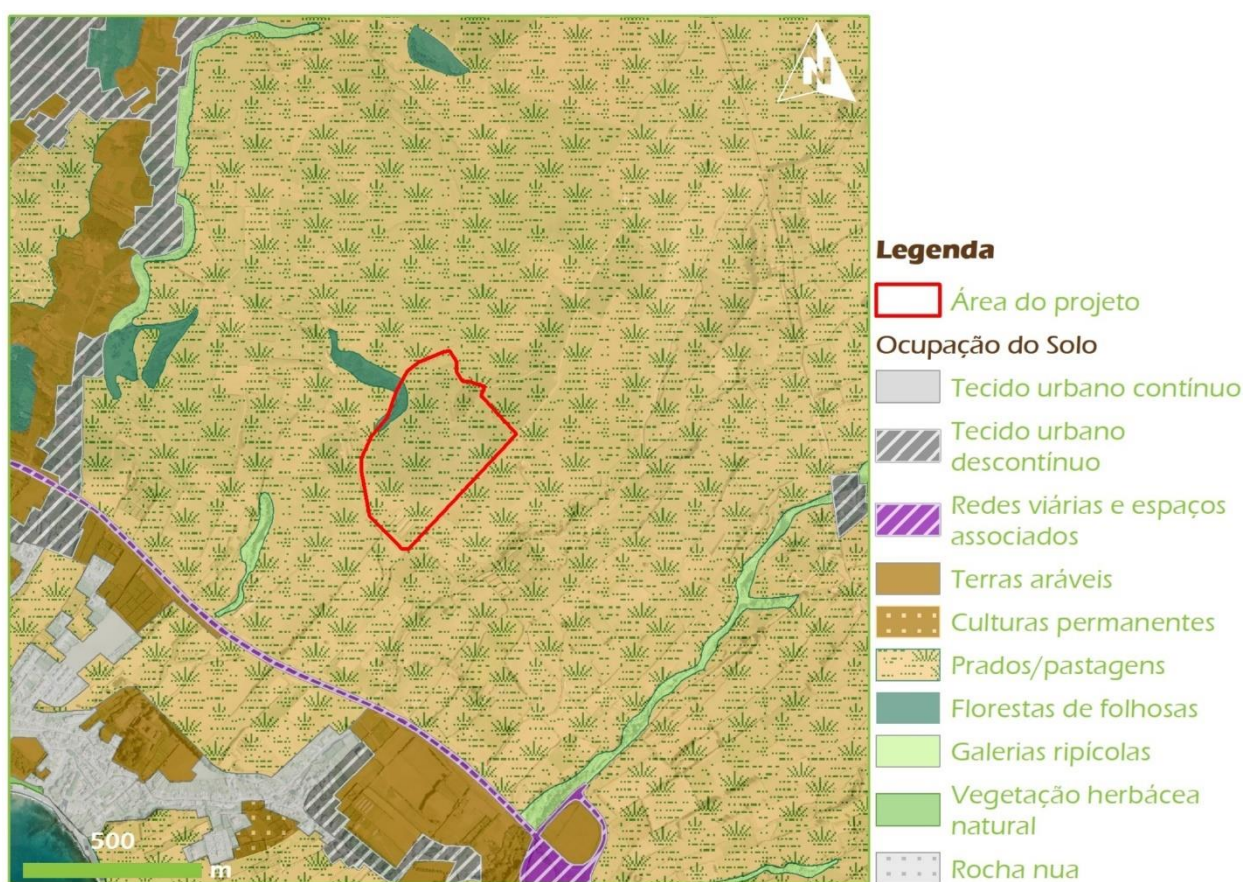 N
Legenda
Área do projeto
Ocupação do Solo
Tecido urbano contínuo
Tecido urbano
descontínuo
Redes viárias e espaços
associados
Terras aráveis
Culturas permanentes
Prados/pastagens
Florestas de folhosas
Galerias ripícolas
Vegetação herbácea
natural
Rocha nua
500
m